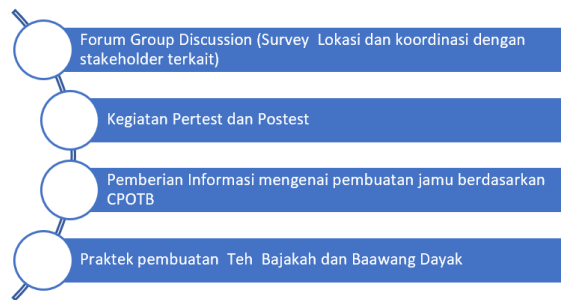 Forum Group Discussion (Survey Lokasi dan koordinasi dengan
stakeholder terkait)
Kegiatan Pertest dan Postest
Pemberian Informasi mengenai pembuatan jamu berdasarkan
CPOTB
Praktek pembuatan Teh Bajakah dan Baawang Dayak